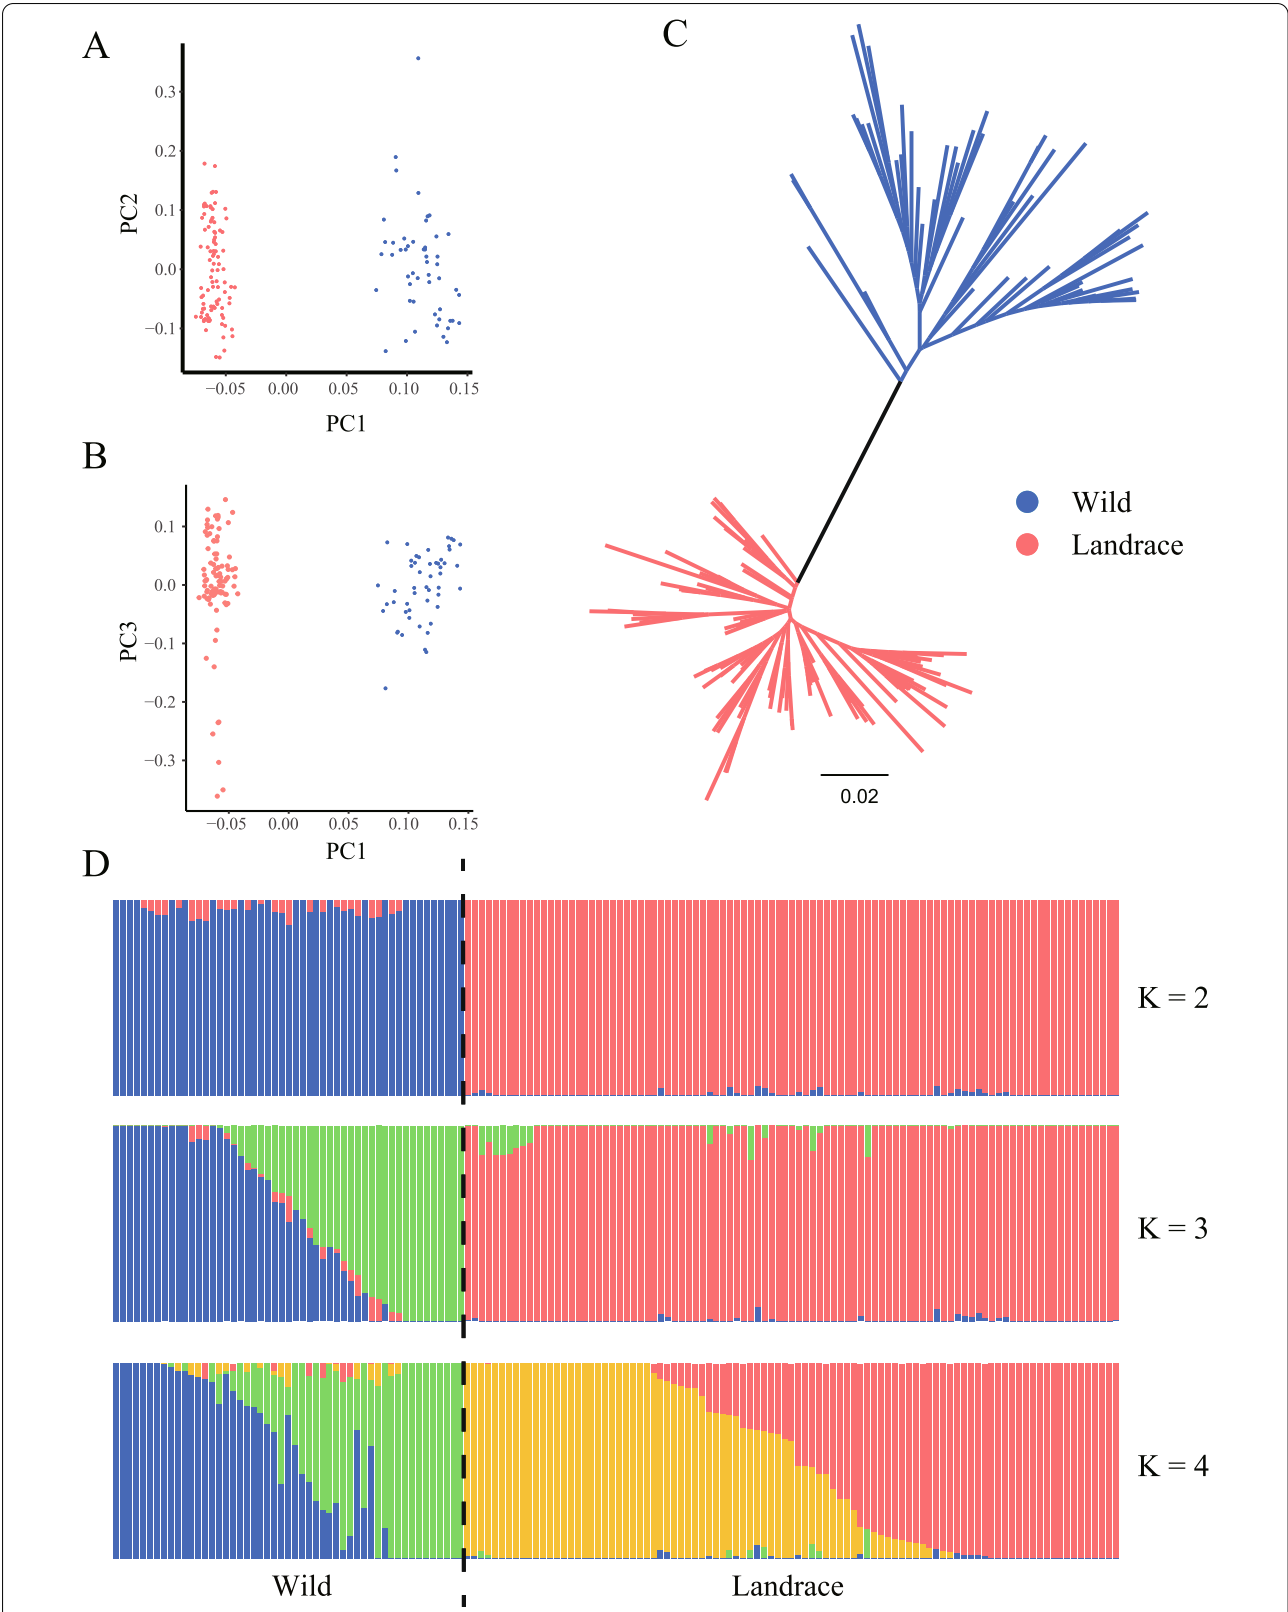 A
0.3
0.2
0.1
0.0
−0.1
PC2
−0.05 0.00 0.05 0.10 0.15
PC1
B
0.1
0.0
−0.1
−0.2
−0.3
PC3
−0.05 0.00 0.05 0.10 0.15
PC1
C
Wild
Landrace
0.02
D
K = 2
K = 3
K = 4
Wild Landrace